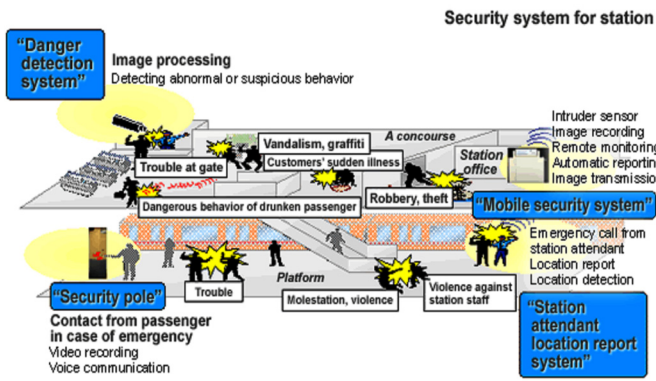 Security system for station
"Danger
detection
system"
Image processing
Detecting abnormal or suspicious behavior
Intruder sensor
Image recording
Remote monitoring
Automatic reportin
Image transmissio
A concourse
Station
office
Vandalism, graffiti
Customers' sudden illness
Trouble at gate
Robbery, theft
Dangerous behavior of drunken passenger
"Mobile security system"
Emergency call from
station attendant
Location report
Location detection
Platform
Trouble
Molestation, violence
Violence against
station staff
"Security pole"
Contact from passenger
in case of emergency
Video recording
Voice communication
"Station
attendant
location report
system"